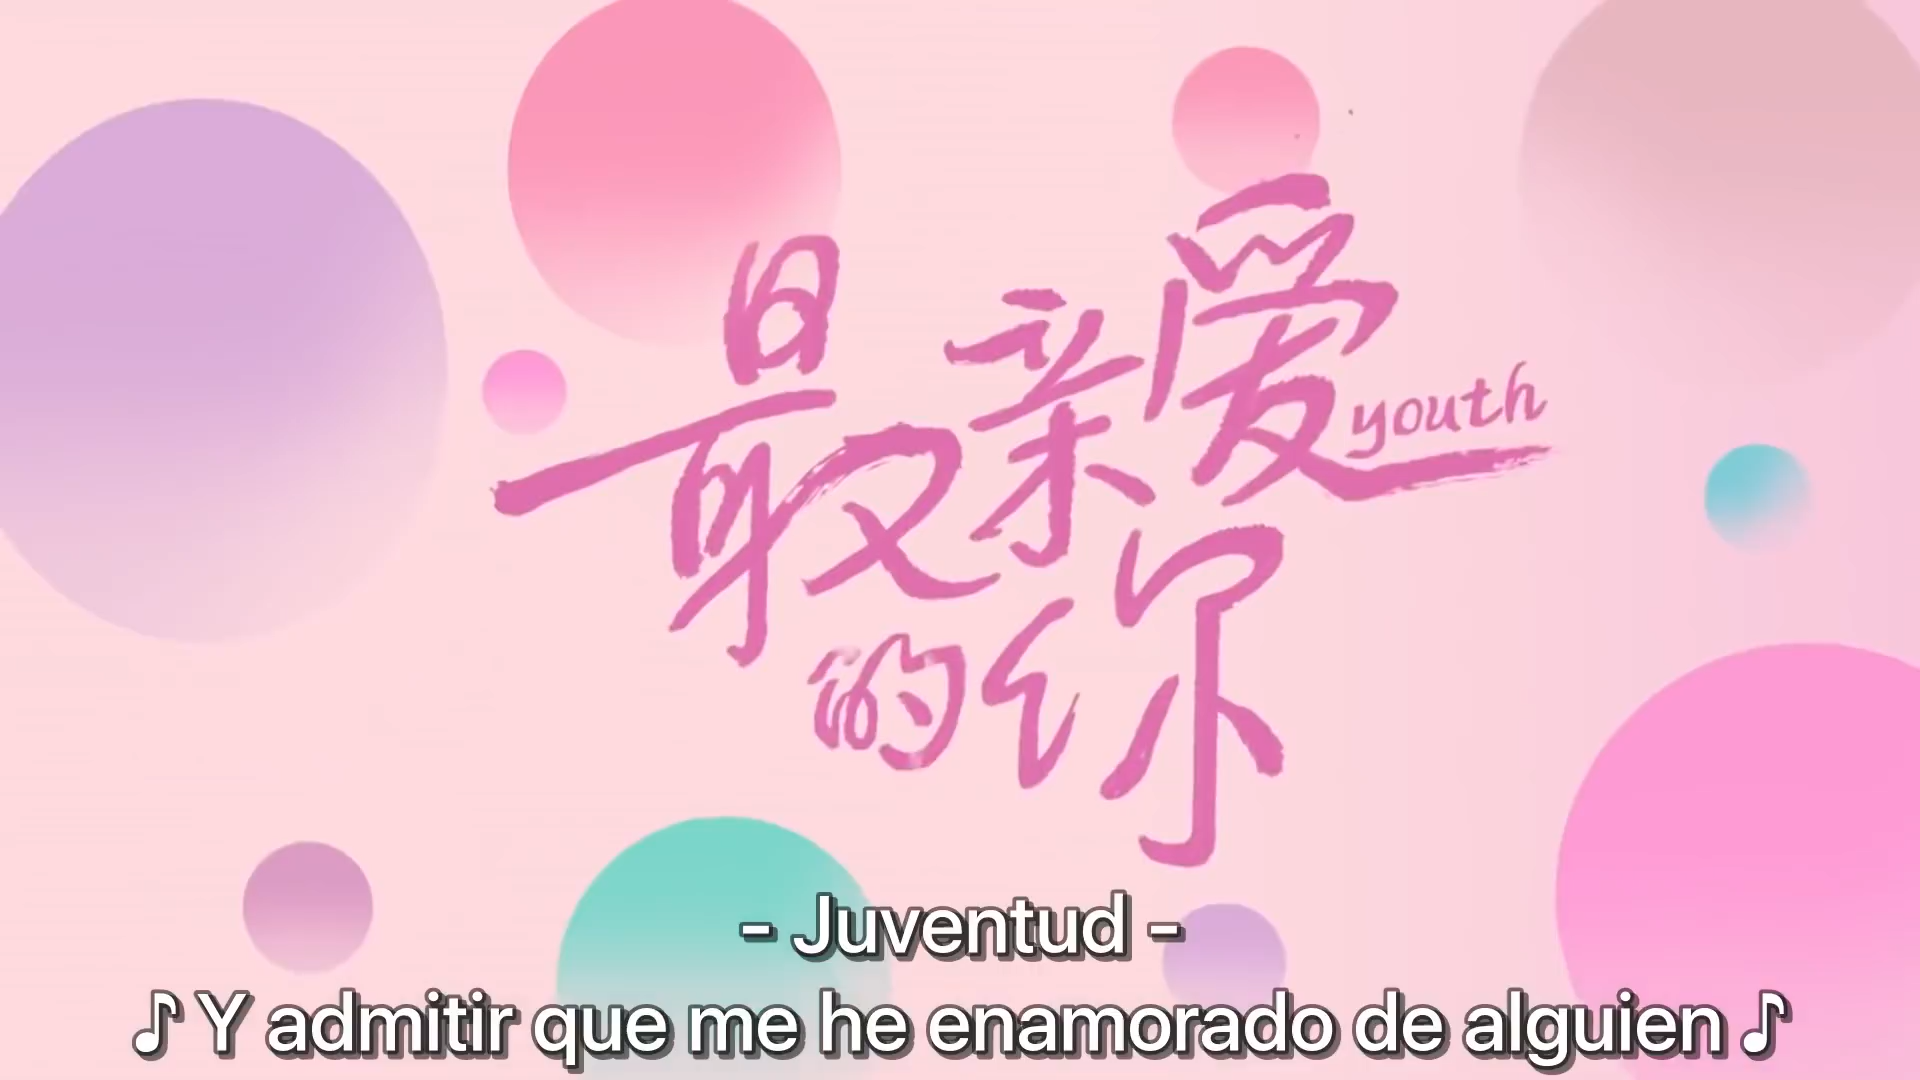 最亲爱
youth
的你
- Juventud -
♪ Y admitir que me he enamorado de alguien ♪